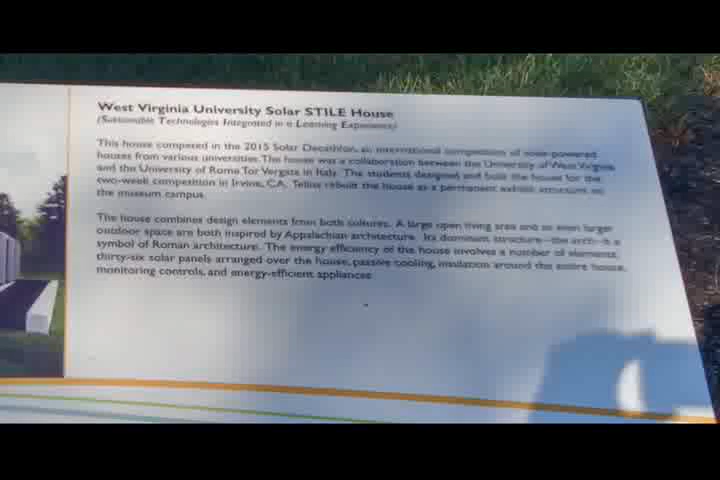 West Virginia University Solar STILE House
(Sustainable Technologies Integrated in a Learning Experience)
This house competed in the 2015 Solar Decathlon, an international competition of solar-powered
houses from various universities. The house was a collaboration between the University of West Virginia
and the University of Roma Tor Vergata in Italy. The students designed and built the house for the
two-week competition in Irvine, CA. Tellus rebuilt the house as a permanent exhibit structure on
the museum campus.
The house combines design elements from both cultures. A large open living area and an even larger
outdoor space are both inspired by Appalachian architecture. Its dominant structure—the arch—is a
symbol of Roman architecture. The energy efficiency of the house involves a number of elements,
thirty-six solar panels arranged over the house, passive cooling, insulation around the entire house,
monitoring controls, and energy-efficient appliances.